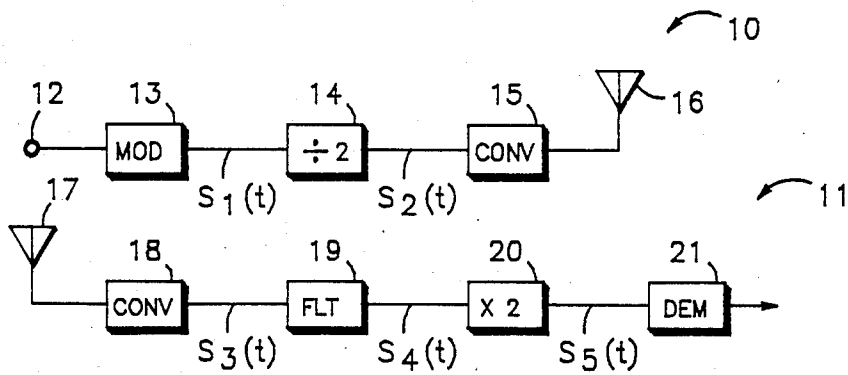 10
12 13 14 15 16
MOD ÷2 CONV
S1(t) S2(t)
11
17 18 19 20 21
CONV FLT X 2 DEM
S3(t) S4(t) S5(t)